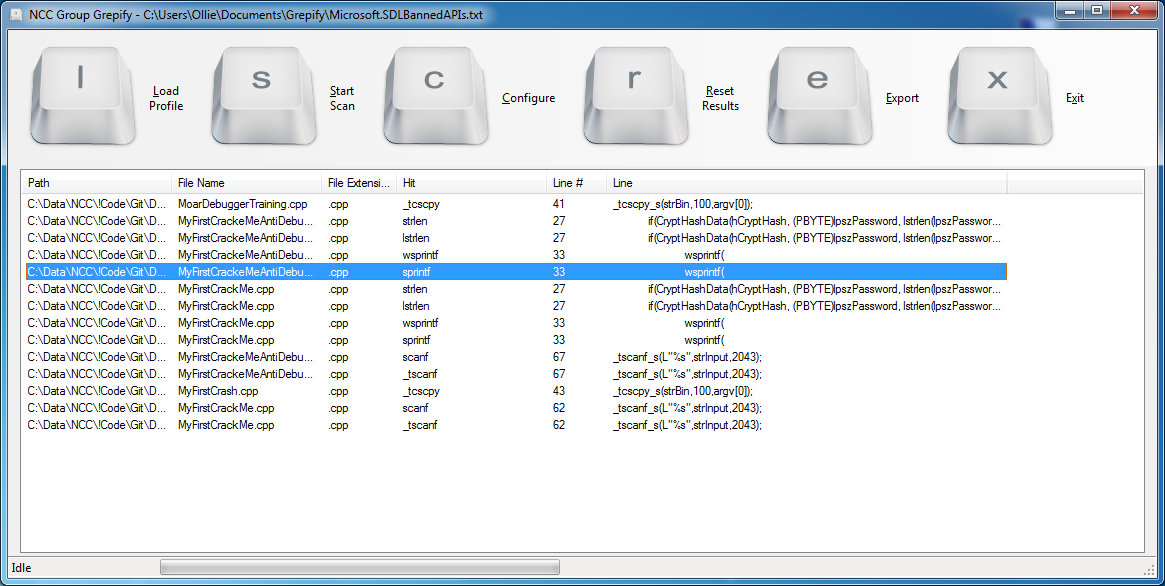 NCC Group Grepify - C:\Users\Ollie\Documents\Grepify\Microsoft.SDLBannedAPIs.txt
l Load Profile s Start Scan c Configure r Reset Results e Export x Exit
Path File Name File Extensi... Hit Line # Line
C:\Data\NCC\!Code\Git\D... MoarDebuggerTraining.cpp .cpp _tcscpy 41 _tcscpy_s(strBin,100,argv[0]);
C:\Data\NCC\!Code\Git\D... MyFirstCrackeMeAntiDebu... .cpp strlen 27 if(CryptHashData(hCryptHash, (PBYTE)lpszPassword, lstrlen(lpszPasswor...
C:\Data\NCC\!Code\Git\D... MyFirstCrackeMeAntiDebu... .cpp lstrlen 27 if(CryptHashData(hCryptHash, (PBYTE)lpszPassword, lstrlen(lpszPasswor...
C:\Data\NCC\!Code\Git\D... MyFirstCrackeMeAntiDebu... .cpp wsprintf 33 wsprintf(
C:\Data\NCC\!Code\Git\D... MyFirstCrackeMeAntiDebu... .cpp sprintf 33 wsprintf(
C:\Data\NCC\!Code\Git\D... MyFirstCrackMe.cpp .cpp strlen 27 if(CryptHashData(hCryptHash, (PBYTE)lpszPassword, lstrlen(lpszPasswor...
C:\Data\NCC\!Code\Git\D... MyFirstCrackMe.cpp .cpp lstrlen 27 if(CryptHashData(hCryptHash, (PBYTE)lpszPassword, lstrlen(lpszPasswor...
C:\Data\NCC\!Code\Git\D... MyFirstCrackMe.cpp .cpp wsprintf 33 wsprintf(
C:\Data\NCC\!Code\Git\D... MyFirstCrackMe.cpp .cpp sprintf 33 wsprintf(
C:\Data\NCC\!Code\Git\D... MyFirstCrackeMeAntiDebu... .cpp scanf 67 _tscanf_s(L"%s",strInput,2043);
C:\Data\NCC\!Code\Git\D... MyFirstCrackeMeAntiDebu... .cpp _tscanf 67 _tscanf_s(L"%s",strInput,2043);
C:\Data\NCC\!Code\Git\D... MyFirstCrash.cpp .cpp _tcscpy 43 _tcscpy_s(strBin,100,argv[0]);
C:\Data\NCC\!Code\Git\D... MyFirstCrackMe.cpp .cpp scanf 62 _tscanf_s(L"%s",strInput,2043);
C:\Data\NCC\!Code\Git\D... MyFirstCrackMe.cpp .cpp _tscanf 62 _tscanf_s(L"%s",strInput,2043);
Idle